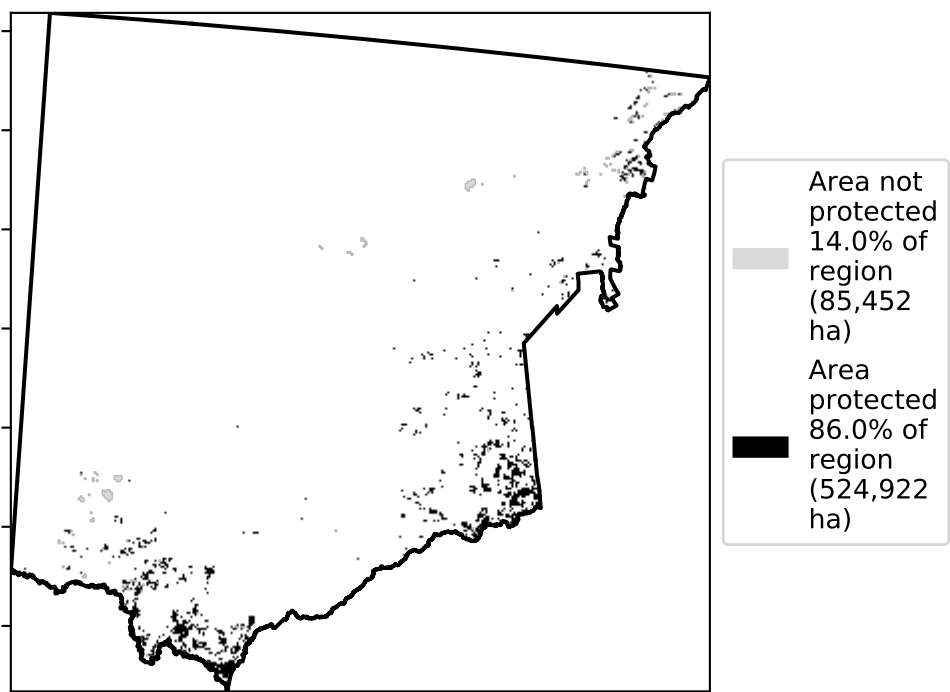 Area not
protected
14.0% of
region
(85,452
ha)
Area
protected
86.0% of
region
(524,922
ha)